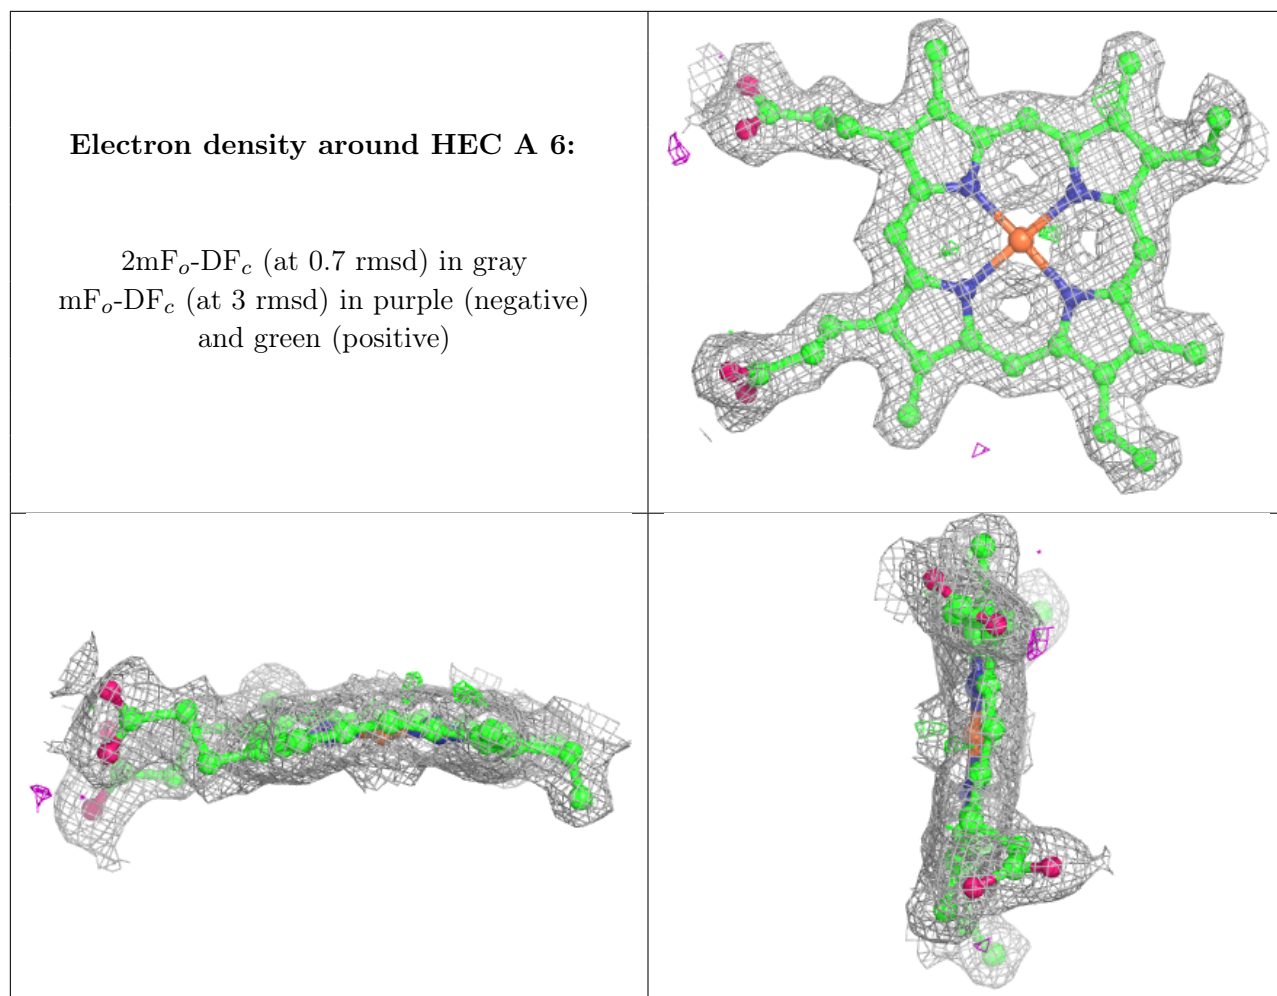 Electron density around HEC A 6:
2mFo-DFc (at 0.7 rmsd) in gray
mFo-DFc (at 3 rmsd) in purple (negative)
and green (positive)